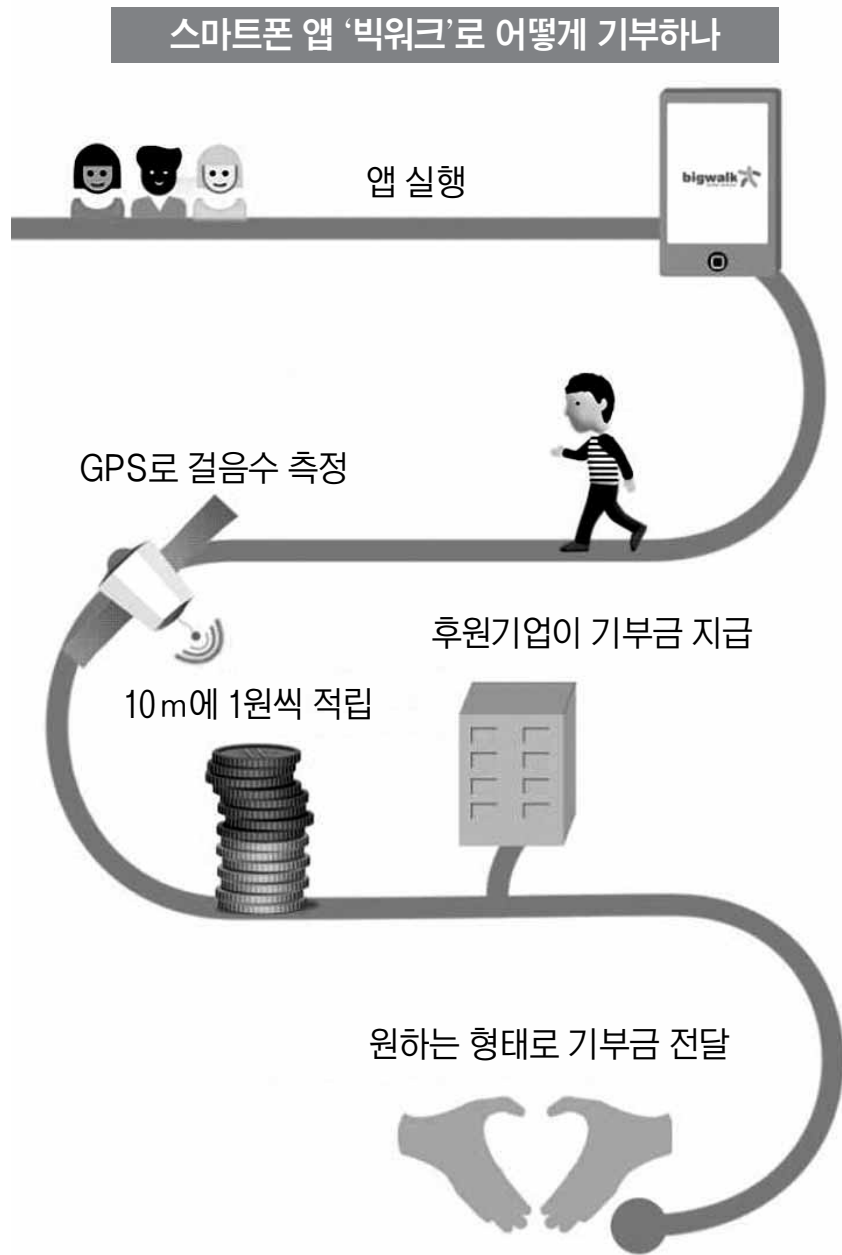 스마트폰 앱 ‘빅워크’로 어떻게 기부하나
앱 실행
bigwalk
GPS로 걸음수 측정
후원기업이 기부금 지급
10m에 1원씩 적립
원하는 형태로 기부금 전달